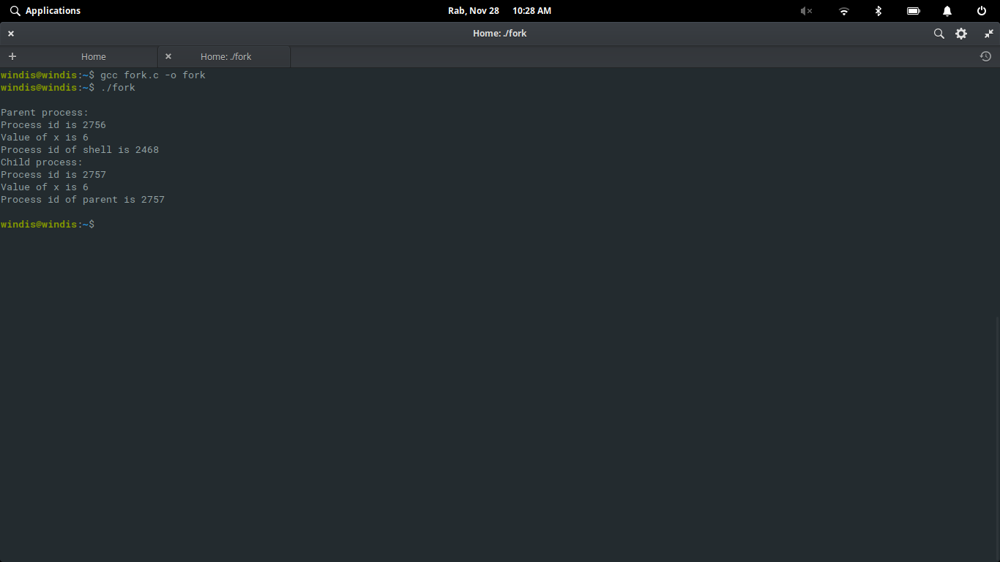 Applications
Rab, Nov 28 10:28 AM
Home: ./fork
Home
Home: ./fork
windis@windis:~$ gcc fork.c -o fork
windis@windis:~$ ./fork
Parent process:
Process id is 2756
Value of x is 6
Process id of shell is 2468
Child process:
Process id is 2757
Value of x is 6
Process id of parent is 2757
windis@windis:~$